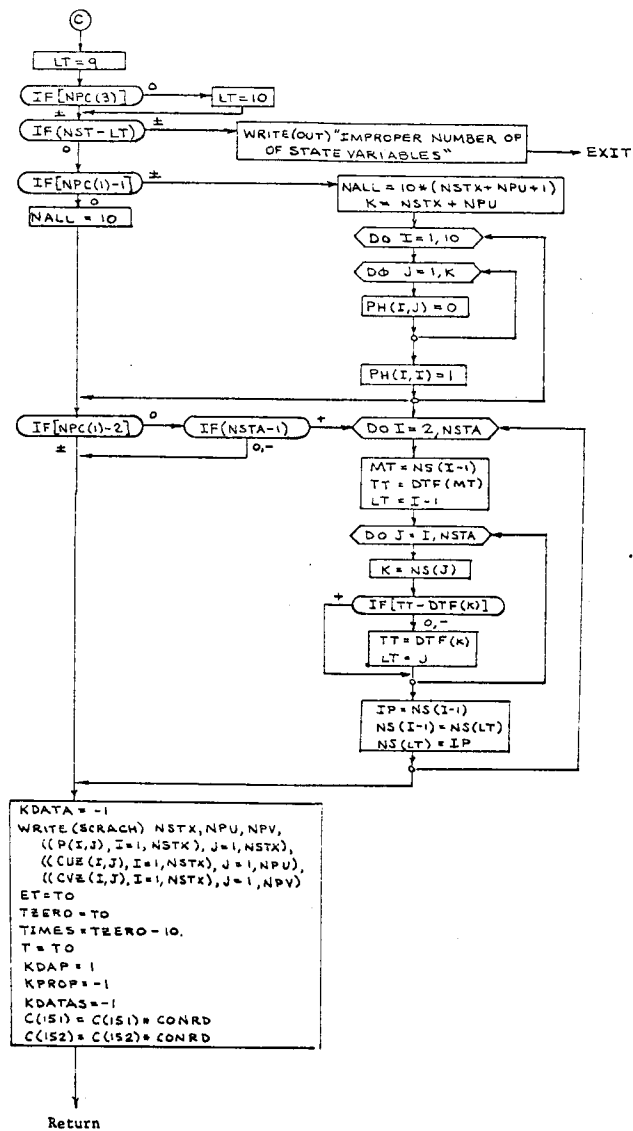 C
LT=9
IF[NPC(3)]
0
LT=10
±
IF(NST-LT)
±
WRITE(OUT) "IMPROPER NUMBER OF
OF STATE VARIABLES"
EXIT
0
IF[NPC(1)-1]
±
NALL = 10*(NSTX+NPU+1)
K= NSTX + NPU
0
NALL = 10
DO I=1,10
DO J=1,K
PH(I,J)=0
PH(I,I)=1
IF[NPC(1)-2]
0
IF(NSTA-1)
+
DO I=2,NSTA
±
0,-
MT=NS(I-1)
TT=DTF(MT)
LT=I-1
DO J=I,NSTA
K=NS(J)
+
IF[TT-DTF(K)]
0,-
TT=DTF(K)
LT=J
IP=NS(I-1)
NS(I-1)=NS(LT)
NS(LT)=IP
KDATA = -1
WRITE(SCRACH) NSTX,NPU,NPV,
((P(I,J),I=1,NSTX),J=1,NSTX),
((CUZ(I,J),I=1,NSTX),J=1,NPU),
((CVZ(I,J),I=1,NSTX),J=1,NPV)
ET=TO
TZERO=TO
TIMES=TZERO-10.
T=TO
KDAP=1
KPROP=-1
KDATAS=-1
C(151)=C(151)*CONRD
C(152)=C(152)*CONRD
Return